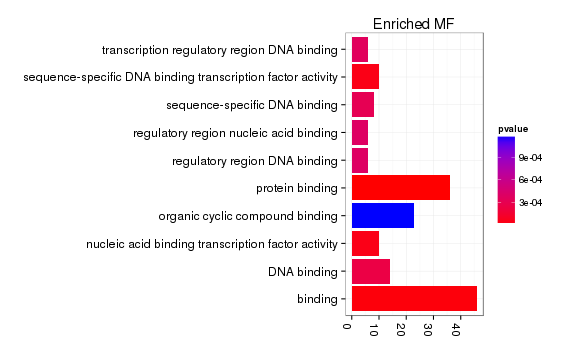 Enriched MF
transcription regulatory region DNA binding
sequence-specific DNA binding transcription factor activity
sequence-specific DNA binding
regulatory region nucleic acid binding
regulatory region DNA binding
protein binding
organic cyclic compound binding
nucleic acid binding transcription factor activity
DNA binding
binding
0 10 20 30 40
pvalue
9e-04
6e-04
3e-04